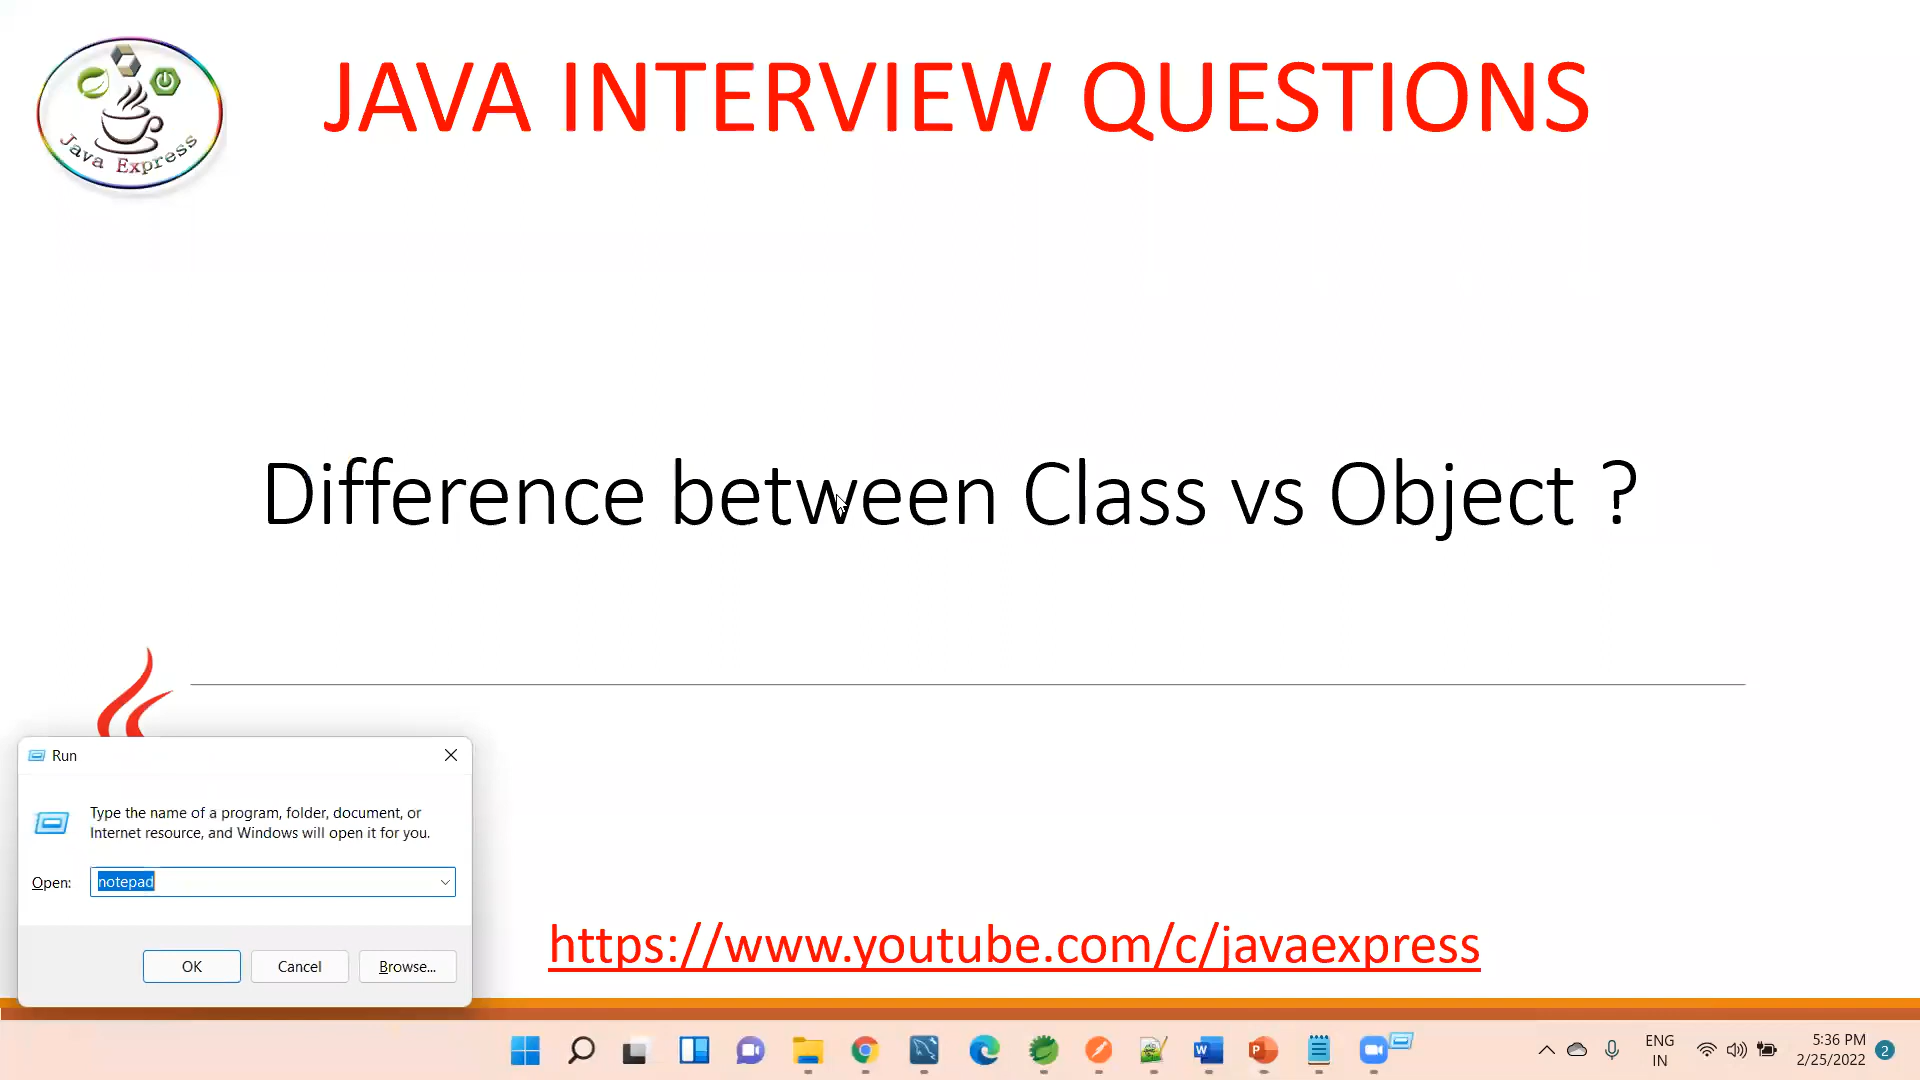 Java Express
JAVA INTERVIEW QUESTIONS
Difference between Class vs Object ?
Run
Type the name of a program, folder, document, or
Internet resource, and Windows will open it for you.
Open:
notepad
OK
Cancel
Browse...
https://www.youtube.com/c/javaexpress
W
P
ENG
IN
5:36 PM
2/25/2022
2